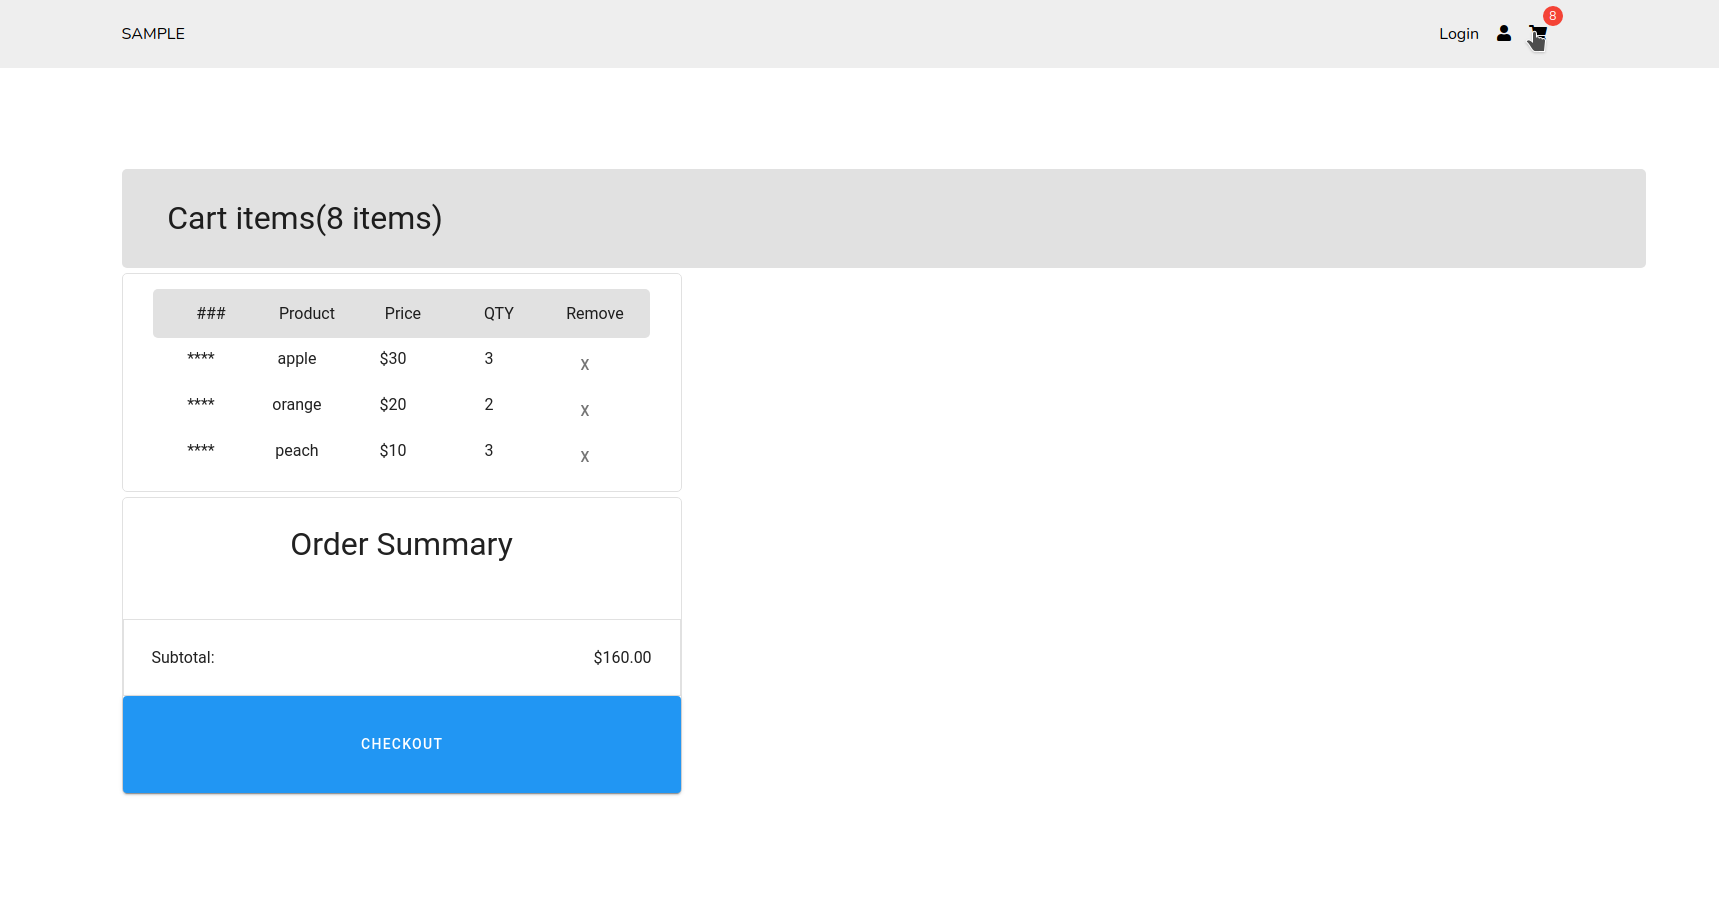 SAMPLE Login 8
Cart items(8 items)
### Product Price QTY Remove
**** apple $30 3 X
**** orange $20 2 X
**** peach $10 3 X
Order Summary
Subtotal: $160.00
CHECKOUT